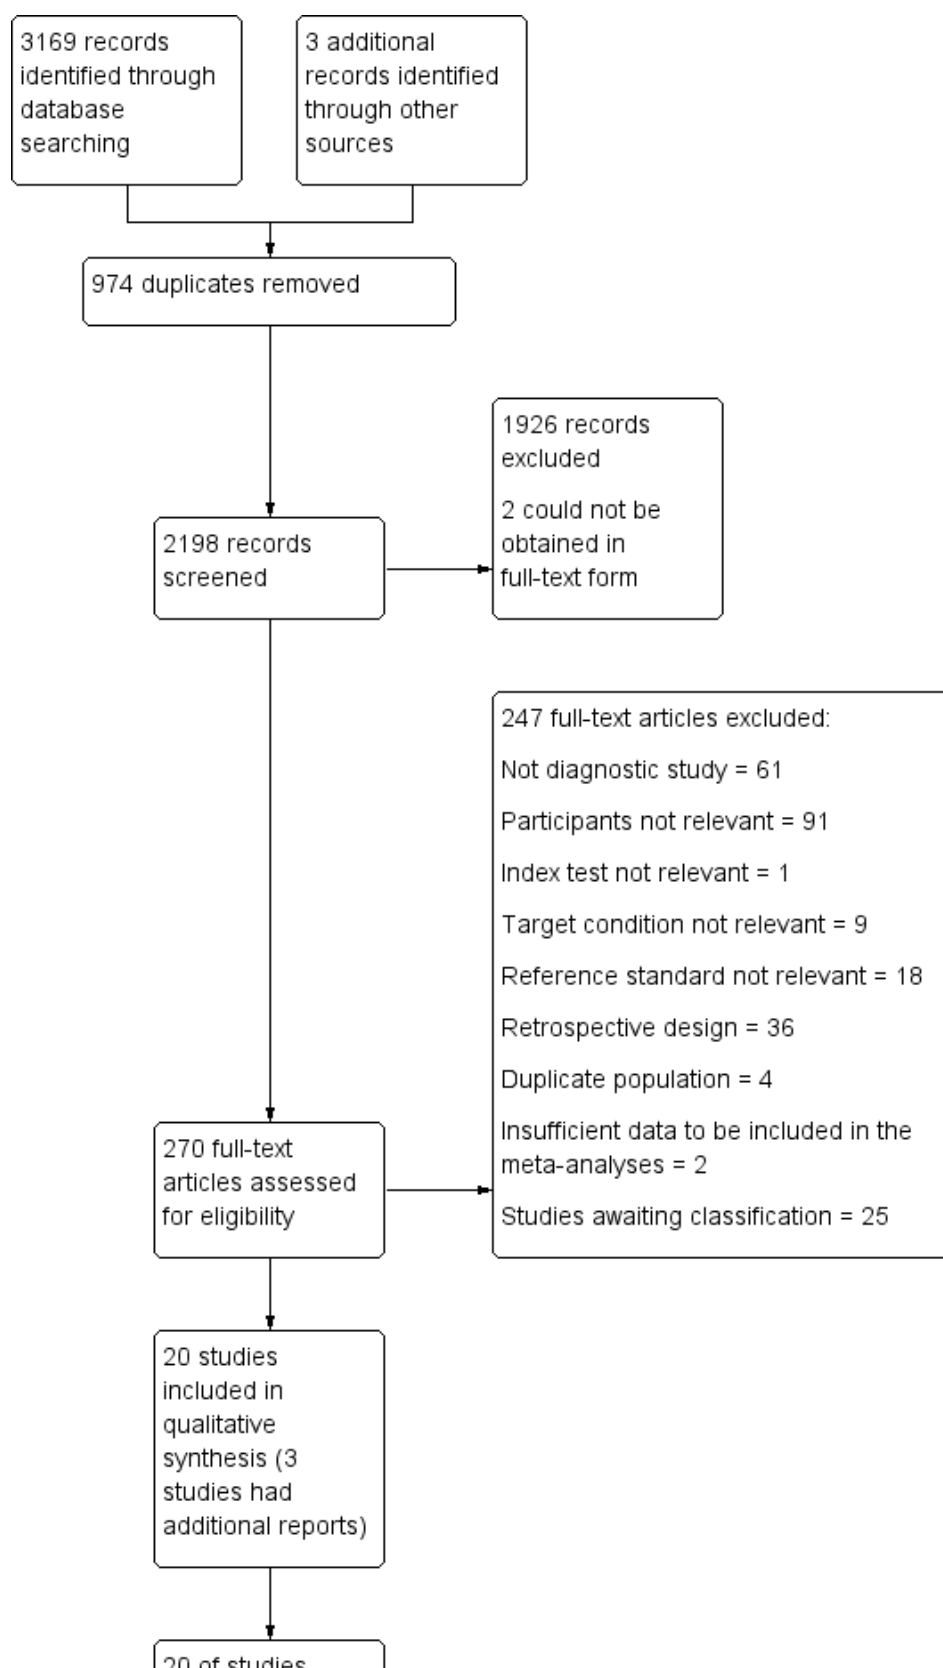 3169 records
identified through
database
searching
3 additional
records identified
through other
sources
974 duplicates removed
1926 records
excluded
2 could not be
obtained in
full-text form
2198 records
screened
247 full-text articles excluded:
Not diagnostic study = 61
Participants not relevant = 91
Index test not relevant = 1
Target condition not relevant = 9
Reference standard not relevant = 18
Retrospective design = 36
Duplicate population = 4
Insufficient data to be included in the
meta-analyses = 2
Studies awaiting classification = 25
270 full-text
articles assessed
for eligibility
20 studies
included in
qualitative
synthesis (3
studies had
additional reports)
20 of studies